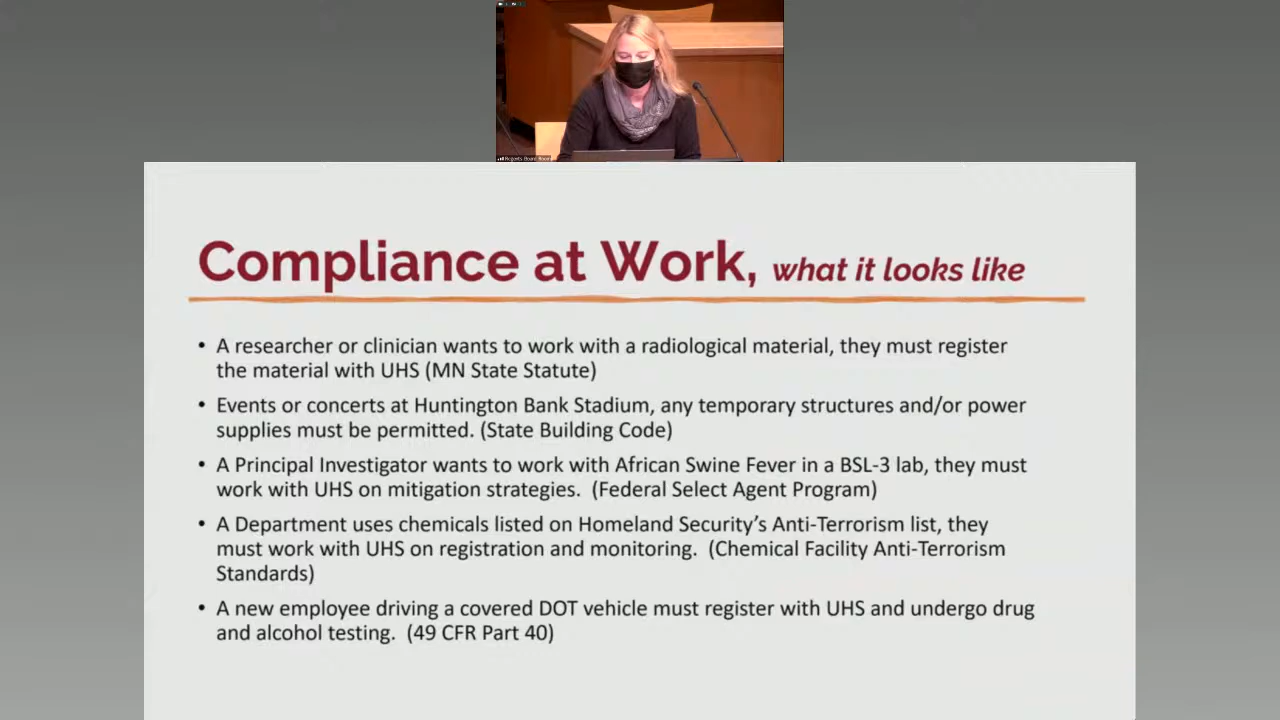 Regents Board Room
Compliance at Work, what it looks like
• A researcher or clinician wants to work with a radiological material, they must register
the material with UHS (MN State Statute)
• Events or concerts at Huntington Bank Stadium, any temporary structures and/or power
supplies must be permitted. (State Building Code)
• A Principal Investigator wants to work with African Swine Fever in a BSL-3 lab, they must
work with UHS on mitigation strategies.  (Federal Select Agent Program)
• A Department uses chemicals listed on Homeland Security’s Anti-Terrorism list, they
must work with UHS on registration and monitoring.  (Chemical Facility Anti-Terrorism
Standards)
• A new employee driving a covered DOT vehicle must register with UHS and undergo drug
and alcohol testing.  (49 CFR Part 40)